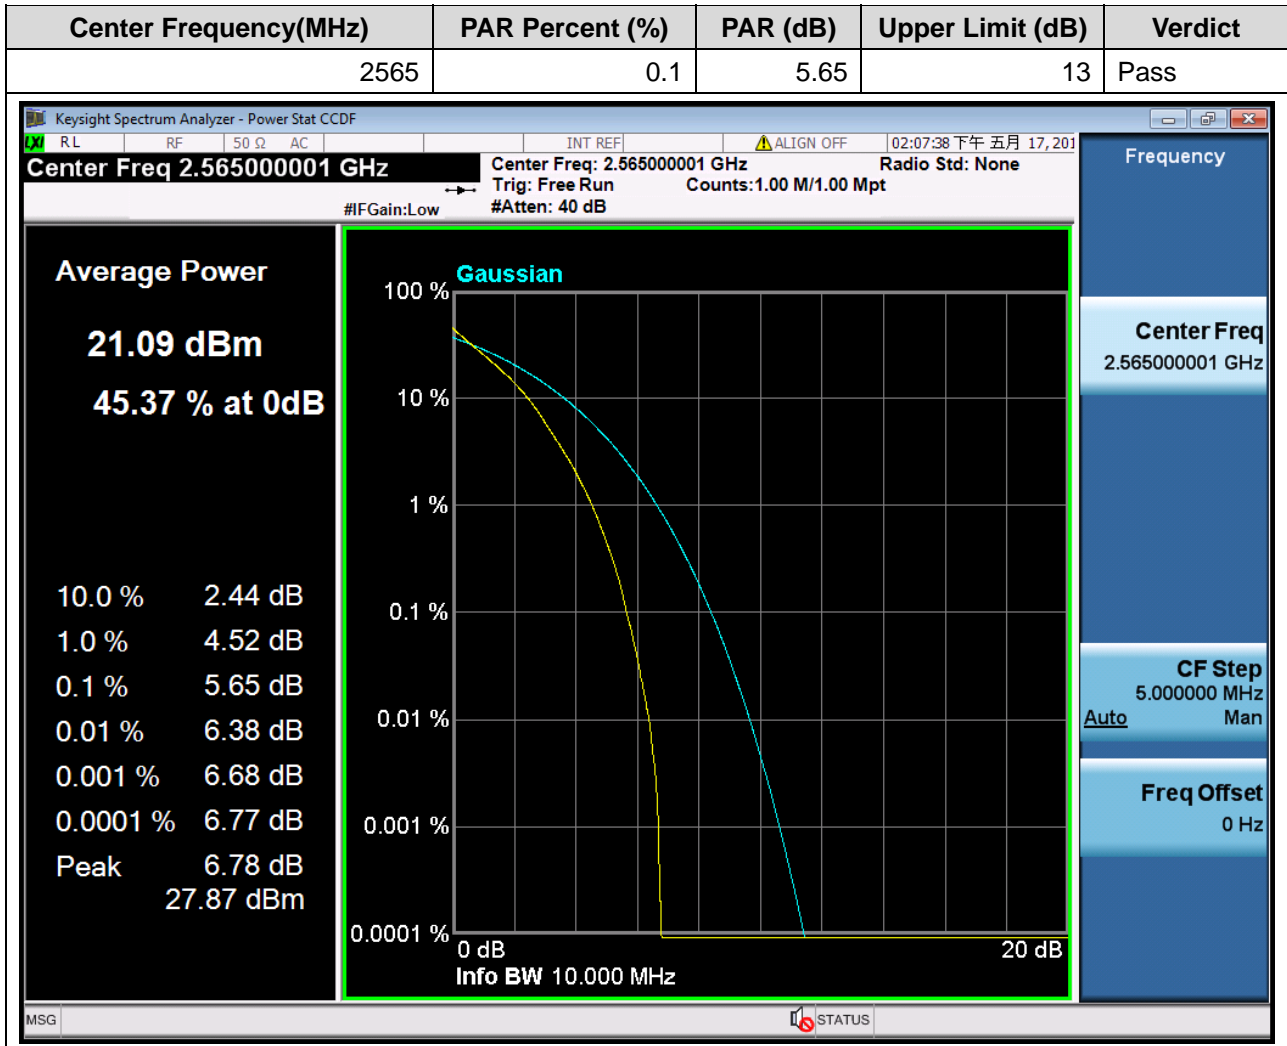 Center Frequency(MHz) PAR Percent (%) PAR (dB) Upper Limit (dB) Verdict
2565 0.1 5.65 13 Pass
Keysight Spectrum Analyzer - Power Stat CCDF
LXI RL RF 50 Ω AC INT REF ALIGN OFF 02:07:38 下午 五月 17, 201
Center Freq 2.565000001 GHz
Center Freq: 2.565000001 GHz Radio Std: None
Trig: Free Run Counts:1.00 M/1.00 Mpt
#IFGain:Low #Atten: 40 dB
Average Power
21.09 dBm
45.37 % at 0dB
10.0 % 2.44 dB
1.0 % 4.52 dB
0.1 % 5.65 dB
0.01 % 6.38 dB
0.001 % 6.68 dB
0.0001 % 6.77 dB
Peak 6.78 dB
27.87 dBm
Gaussian
100 %
10 %
1 %
0.1 %
0.01 %
0.001 %
0.0001 %
0 dB 20 dB
Info BW 10.000 MHz
Frequency
Center Freq
2.565000001 GHz
CF Step
5.000000 MHz
Auto Man
Freq Offset
0 Hz
MSG STATUS